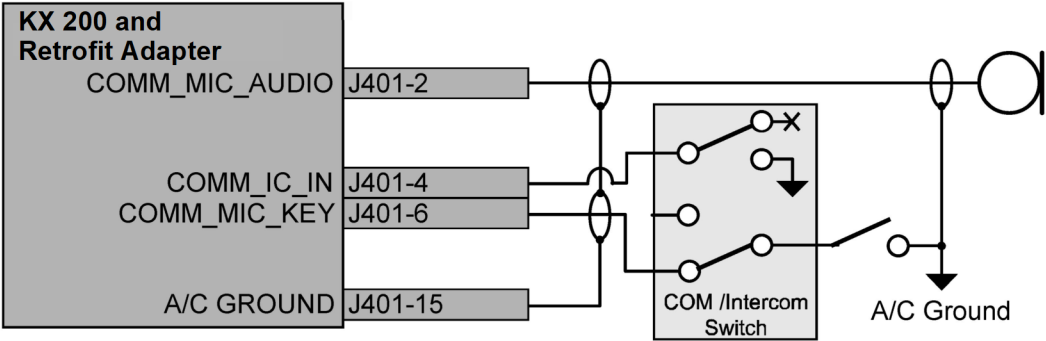 KX 200 and
Retrofit Adapter
COMM_MIC_AUDIO J401-2
COMM_IC_IN J401-4
COMM_MIC_KEY J401-6
A/C GROUND J401-15
COM /Intercom
Switch
A/C Ground